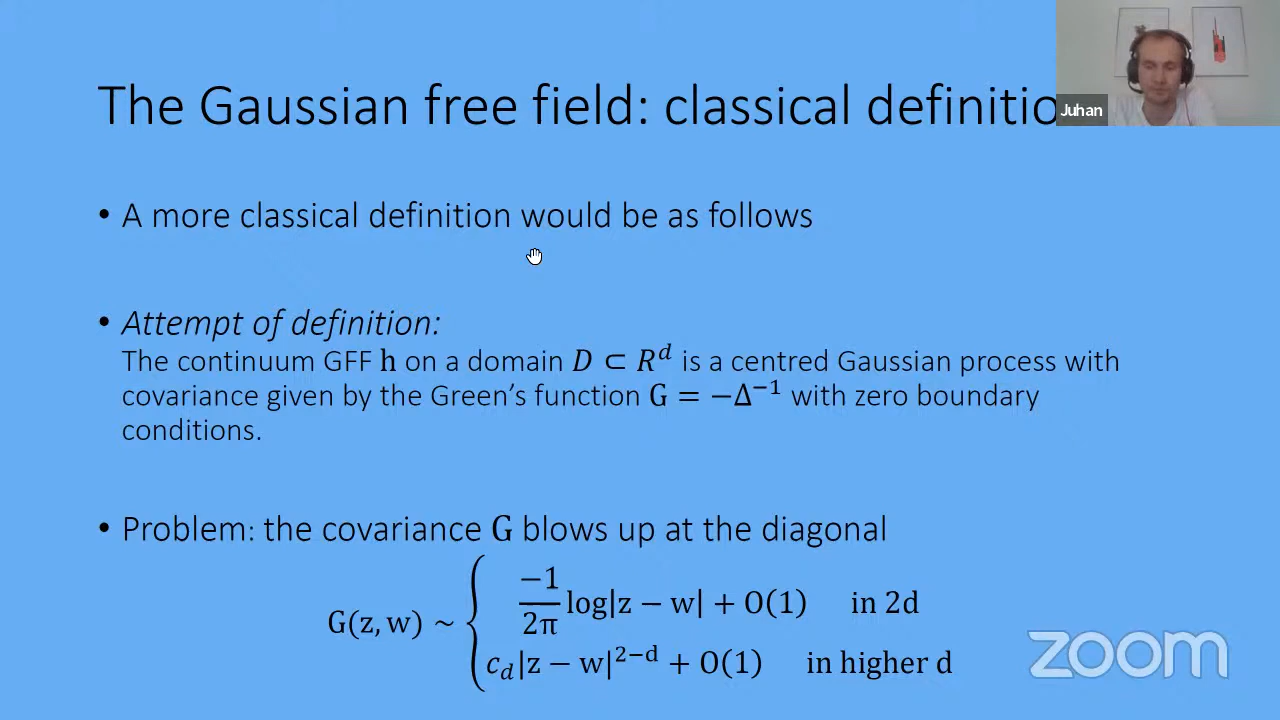 The Gaussian free field: classical definitio
Juhan
• A more classical definition would be as follows
• Attempt of definition:
The continuum GFF h on a domain D ⊂ R^d is a centred Gaussian process with
covariance given by the Green's function G = −Δ^−1 with zero boundary
conditions.
• Problem: the covariance G blows up at the diagonal
G(z, w) ~ { −1/2π log|z − w| + O(1) in 2d
c_d|z − w|^2−d + O(1) in higher d
zoom